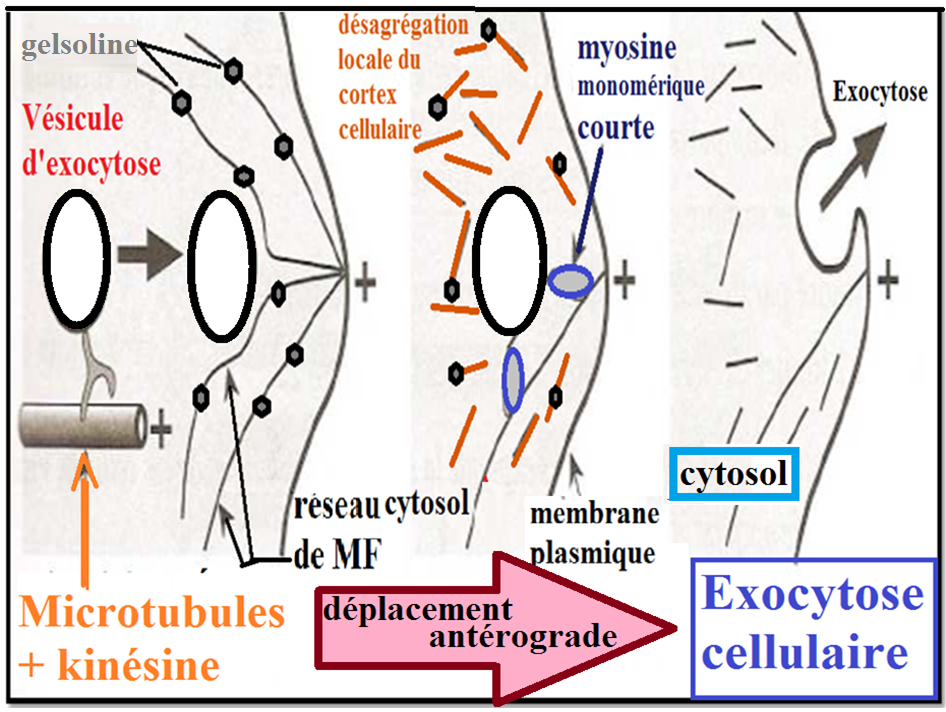 gelsoline
Vésicule
d'exocytose
+
+
désagrégation
locale du
cortex
cellulaire
myosine
monomérique
courte
+
Exocytose
+
réseau
de MF
cytosol
membrane
plasmique
cytosol
Microtubules
+ kinésine
déplacement
antérograde
Exocytose
cellulaire